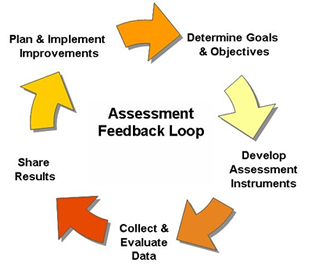 Plan & Implement
Improvements
Determine Goals
& Objectives
Assessment
Feedback Loop
Share
Results
Develop
Assessment
Instruments
Collect &
Evaluate
Data